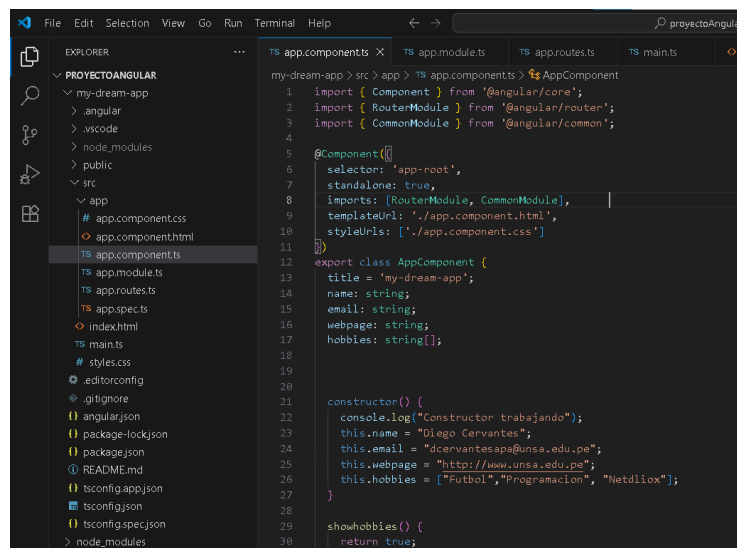 File Edit Selection View Go Run Terminal Help ← → proyectoAngula
EXPLORER ...
PROYECTOANGULAR
my-dream-app
.angular
.vscode
node_modules
public
src
app
# app.component.css
<> app.component.html
TS app.component.ts
TS app.module.ts
TS app.routes.ts
TS app.spec.ts
<> index.html
TS main.ts
# styles.css
.editorconfig
.gitignore
{} angular.json
{} package-lock.json
{} package.json
README.md
{} tsconfig.app.json
tsconfig.json
{} tsconfig.spec.json
node_modules
TS app.component.ts × TS app.module.ts TS app.routes.ts TS main.ts <>
my-dream-app > src > app > TS app.component.ts > AppComponent
1 import { Component } from '@angular/core';
2 import { RouterModule } from '@angular/router';
3 import { CommonModule } from '@angular/common';
4
5 @Component({
6 selector: 'app-root',
7 standalone: true,
8 imports: [RouterModule, CommonModule],
9 templateUrl: './app.component.html',
10 styleUrls: ['./app.component.css']
11 })
12 export class AppComponent {
13 title = 'my-dream-app';
14 name: string;
15 email: string;
16 webpage: string;
17 hobbies: string[];
18
19
20
21 constructor() {
22 console.log("Constructor trabajando");
23 this.name = "Diego Cervantes";
24 this.email = "dcervantesapa@unsa.edu.pe";
25 this.webpage = "http://www.unsa.edu.pe";
26 this.hobbies = ["Futbol","Programacion", "Netdliox"];
27 }
28
29 showhobbies() {
30 return true;